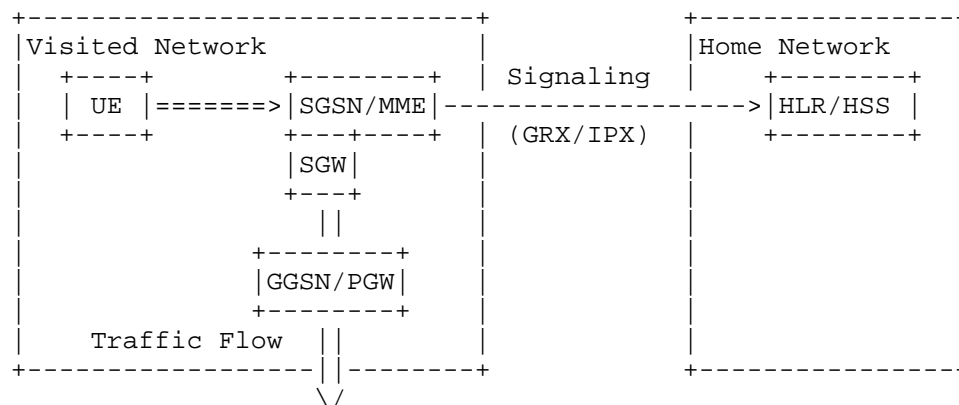 Visited Network Home Network
Signaling
UE =======> SGSN/MME ------------------> HLR/HSS
(GRX/IPX)
SGW
GGSN/PGW
Traffic Flow